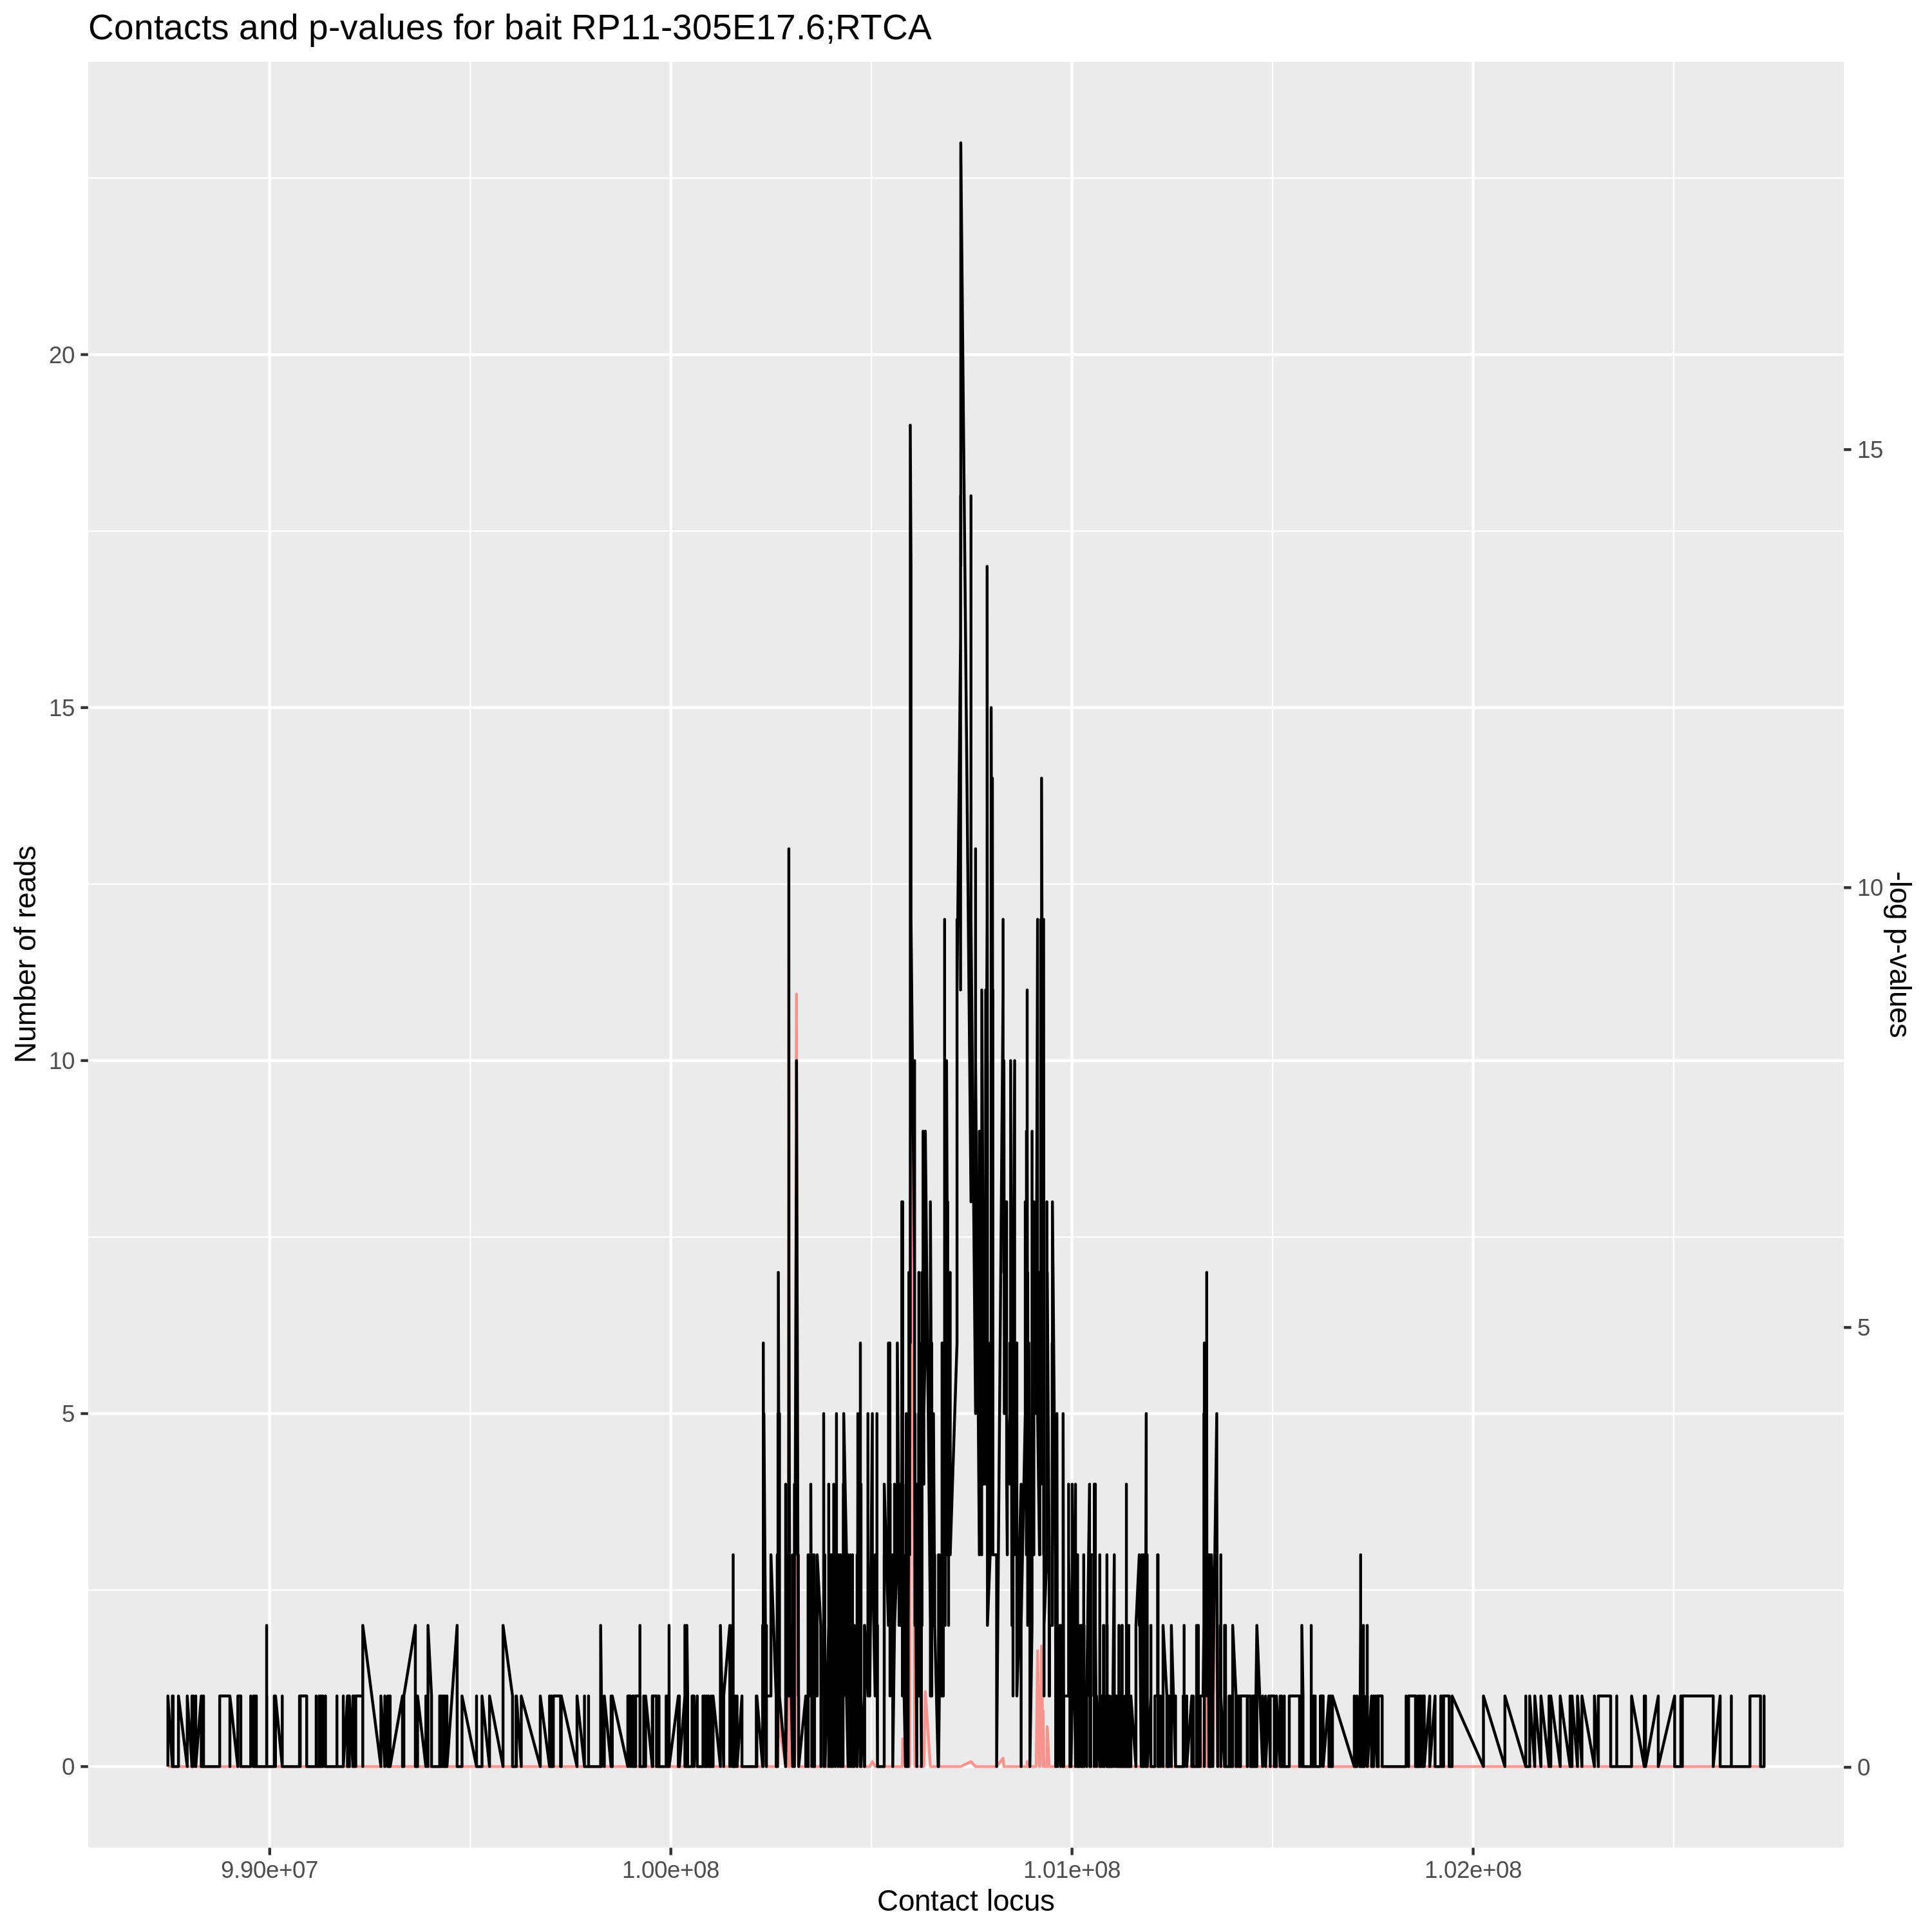 Contacts and p-values for bait RP11-305E17.6;RTCA
Number of reads
20
15
10
5
0
15
10
5
0
-log p-values
9.90e+07 1.00e+08 1.01e+08 1.02e+08
Contact locus